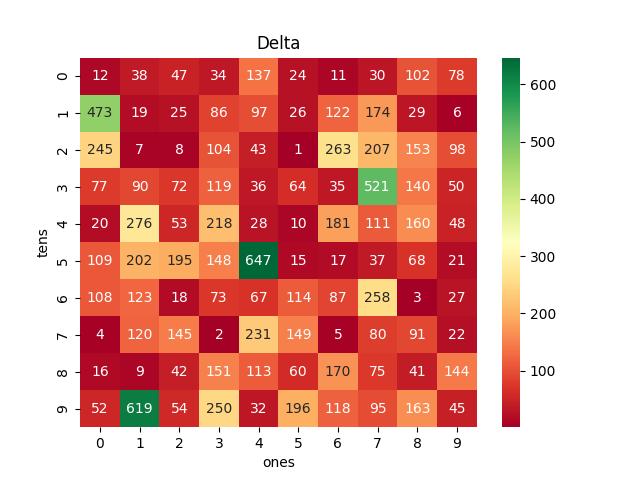 Delta
0 12 38 47 34 137 24 11 30 102 78
1 473 19 25 86 97 26 122 174 29 6
2 245 7 8 104 43 1 263 207 153 98
3 77 90 72 119 36 64 35 521 140 50
4 20 276 53 218 28 10 181 111 160 48
5 109 202 195 148 647 15 17 37 68 21
6 108 123 18 73 67 114 87 258 3 27
7 4 120 145 2 231 149 5 80 91 22
8 16 9 42 151 113 60 170 75 41 144
9 52 619 54 250 32 196 118 95 163 45
0 1 2 3 4 5 6 7 8 9
ones
tens
600
500
400
300
200
100